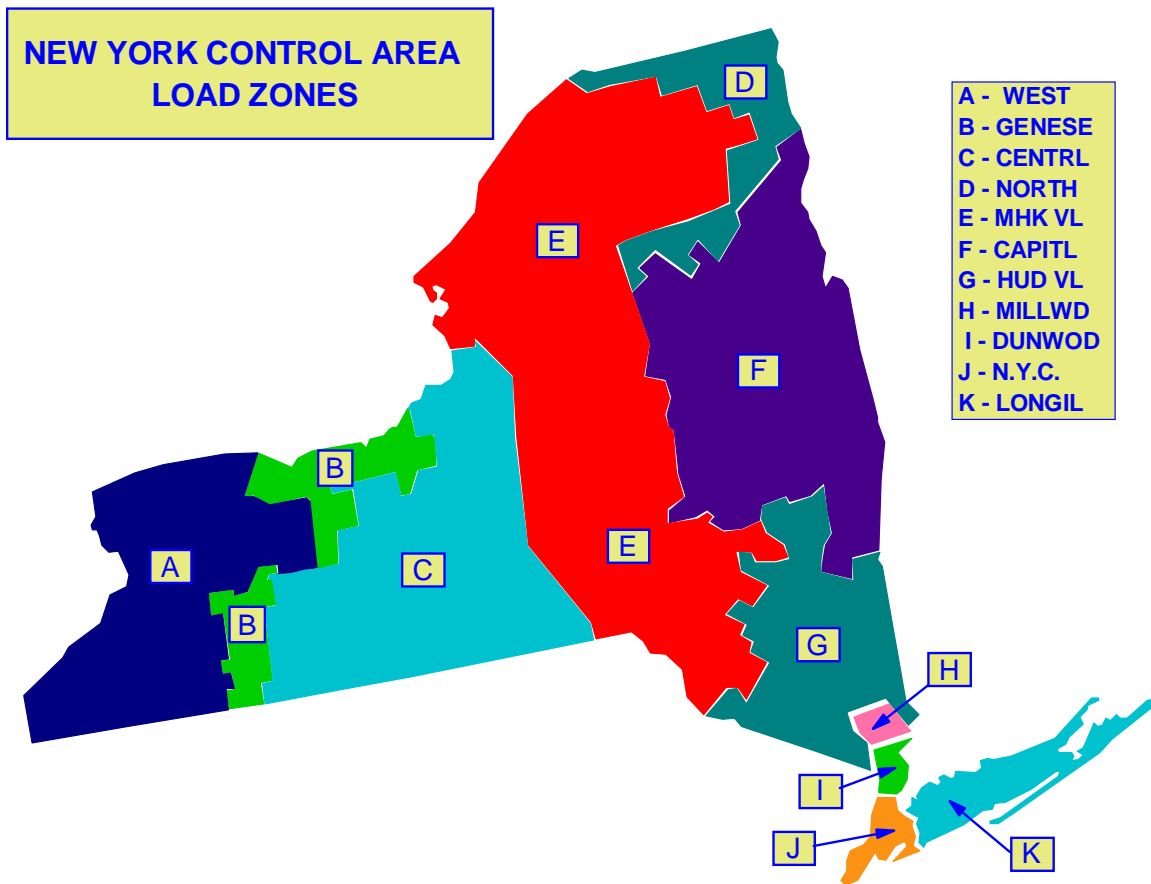 NEW YORK CONTROL AREA
LOAD ZONES
A - WEST
B - GENESE
C - CENTRL
D - NORTH
E - MHK VL
F - CAPITL
G - HUD VL
H - MILLWD
I - DUNWOD
J - N.Y.C.
K - LONGIL
D
E
F
B
E
A
C
B
G
H
I
J
K